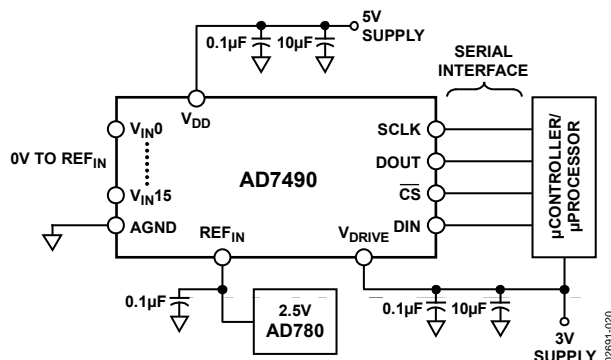 5V
SUPPLY
0.1µF
10µF
SERIAL
INTERFACE
VDD
VIN0
0V TO REFIN
VIN15
AGND
AD7490
SCLK
DOUT
CS
DIN
µCONTROLLER/
µPROCESSOR
REFIN
VDRIVE
0.1µF
2.5V
AD780
0.1µF
10µF
3V
SUPPLY
02691-020